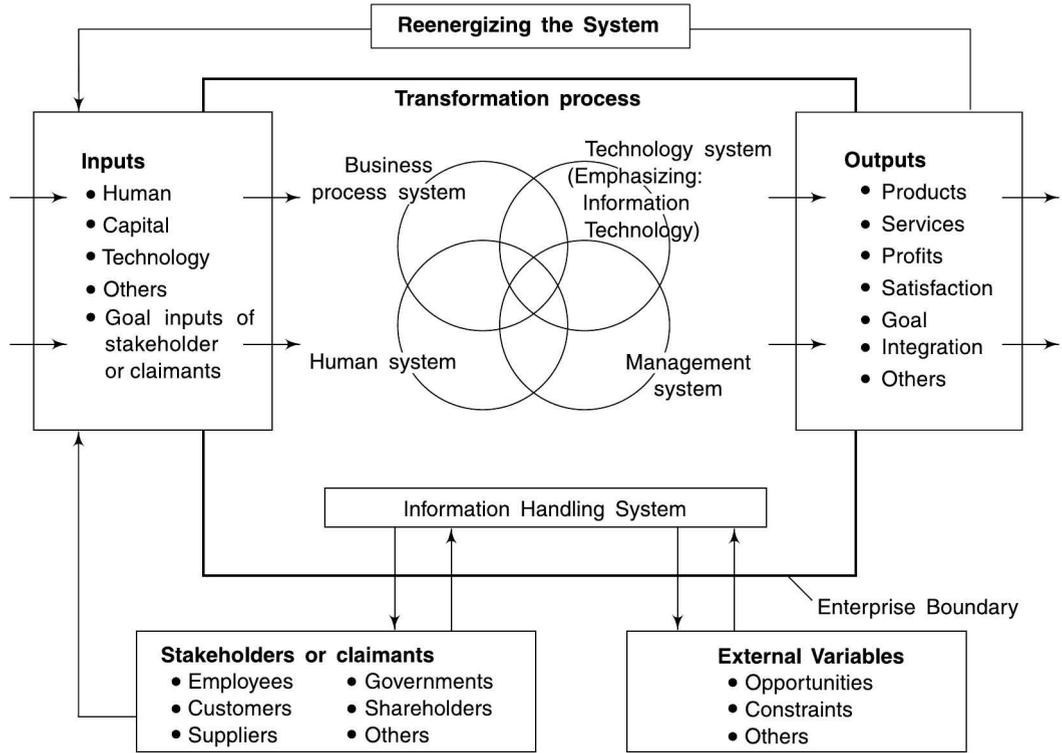 Reenergizing the System
Transformation process
Inputs
• Human
• Capital
• Technology
• Others
• Goal inputs of
stakeholder
or claimants
Business
process system
Technology system
(Emphasizing:
Information
Technology)
Human system
Management
system
Outputs
• Products
• Services
• Profits
• Satisfaction
• Goal
• Integration
• Others
Information Handling System
Enterprise Boundary
Stakeholders or claimants
• Employees
• Customers
• Suppliers
• Governments
• Shareholders
• Others
External Variables
• Opportunities
• Constraints
• Others